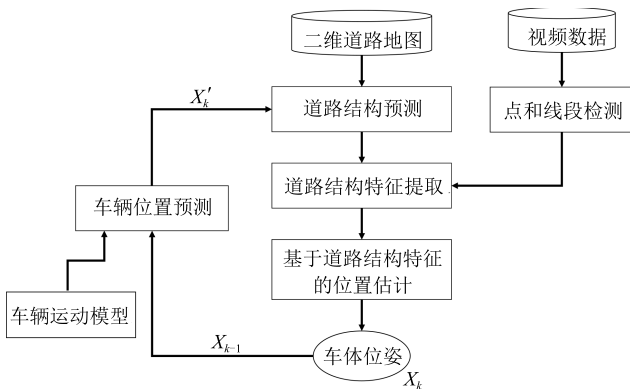 二维道路地图
视频数据
X′k
道路结构预测
点和线段检测
车辆位置预测
道路结构特征提取
基于道路结构特征
的位置估计
车辆运动模型
Xk-1
车体位姿
Xk